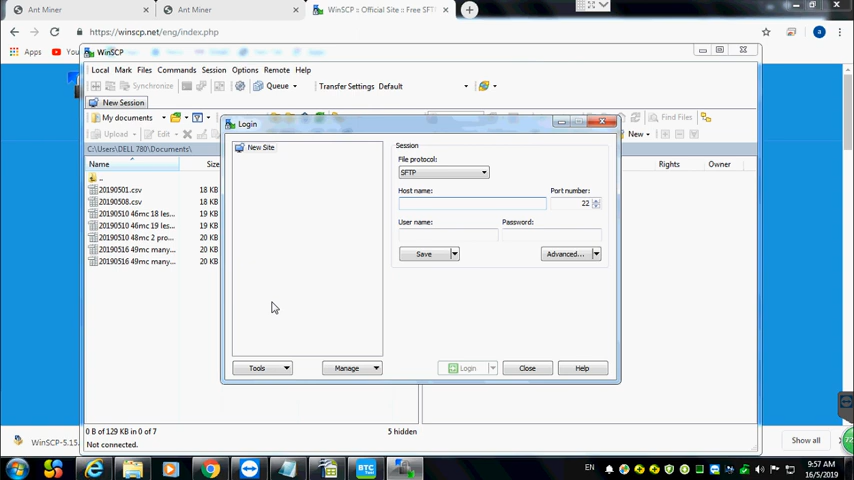 Ant Miner
Ant Miner
WinSCP :: Official Site :: Free SFT
https://winscp.net/eng/index.php
Apps
You
WinSCP
Local Mark Files Commands Session Options Remote Help
Synchronize
Queue
Transfer Settings Default
New Session
My documents
Find Files
Upload
Edit
New
C:\Users\DELL 780\Documents\
Name
Size
Rights
Owner
..
20190501.csv 18 KB
20190508.csv 18 KB
20190510 46mc 18 les... 19 KB
20190510 46mc 19 les... 19 KB
20190510 48mc 2 pro... 20 KB
20190516 49mc many... 20 KB
20190516 49mc many... 20 KB
Login
New Site
Session
File protocol:
SFTP
Host name:
Port number:
22
User name:
Password:
Save
Advanced...
Tools
Manage
Login
Close
Help
0 B of 129 KB in 0 of 7
5 hidden
Not connected.
WinSCP-5.15.
Show all
72
BTC
EN
9:57 AM
16/5/2019